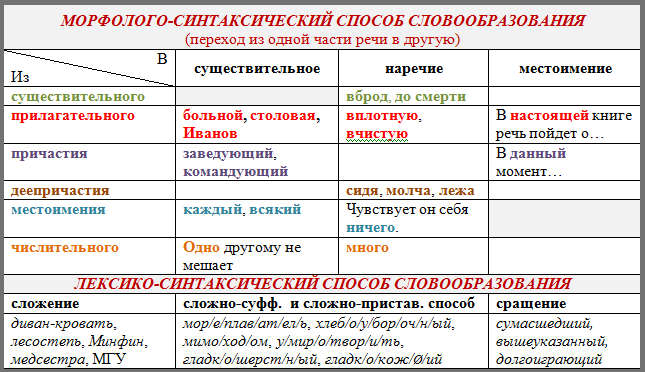 МОРФОЛОГО-СИНТАКСИЧЕСКИЙ СПОСОБ СЛОВООБРАЗОВАНИЯ
(переход из одной части речи в другую)
В
Из
существительное
наречие
местоимение
существительного
вброд, до смерти
прилагательного
больной, столовая,
Иванов
вплотную,
вчистую
В настоящей книге
речь пойдет о…
причастия
заведующий,
командующий
В данный
момент…
деепричастия
сидя, молча, лежа
местоимения
каждый, всякий
Чувствует он себя
ничего.
числительного
Одно другому не
мешает
много
ЛЕКСИКО-СИНТАКСИЧЕСКИЙ СПОСОБ СЛОВООБРАЗОВАНИЯ
сложение
сложно-суфф. и сложно-пристав. способ
сращение
диван-кровать,
лесостепь, Минфин,
медсестра, МГУ
мор/е/плав/ат/ел/ь, хлеб/о/у/бор/оч/н/ый,
мимо/ход/ом, у/мир/о/твор/и/ть,
гладк/о/шерст/н/ый, гладк/о/кож/Ø/ий
сумасшедший,
вышеуказанный,
долгоиграющий